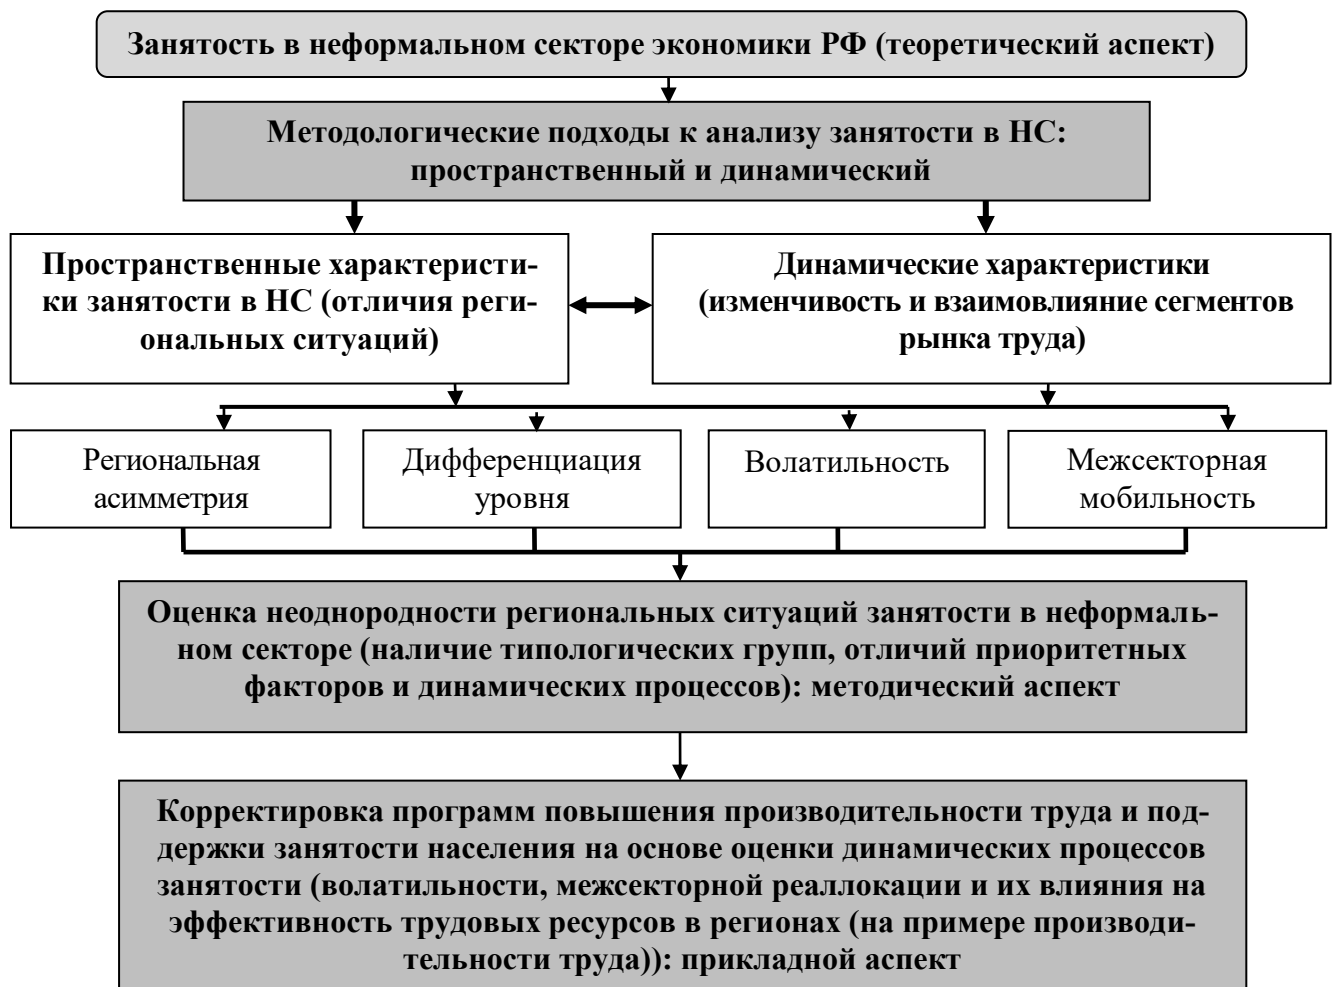 Занятость в неформальном секторе экономики РФ (теоретический аспект)
Методологические подходы к анализу занятости в НС:
пространственный и динамический
Пространственные характеристи-
ки занятости в НС (отличия реги-
ональных ситуаций)
Динамические характеристики
(изменчивость и взаимовлияние сегментов
рынка труда)
Региональная
асимметрия
Дифференциация
уровня
Волатильность
Межсекторная
мобильность
Оценка неоднородности региональных ситуаций занятости в неформаль-
ном секторе (наличие типологических групп, отличий приоритетных
факторов и динамических процессов): методический аспект
Корректировка программ повышения производительности труда и под-
держки занятости населения на основе оценки динамических процессов
занятости (волатильности, межсекторной реаллокации и их влияния на
эффективность трудовых ресурсов в регионах (на примере производи-
тельности труда)): прикладной аспект